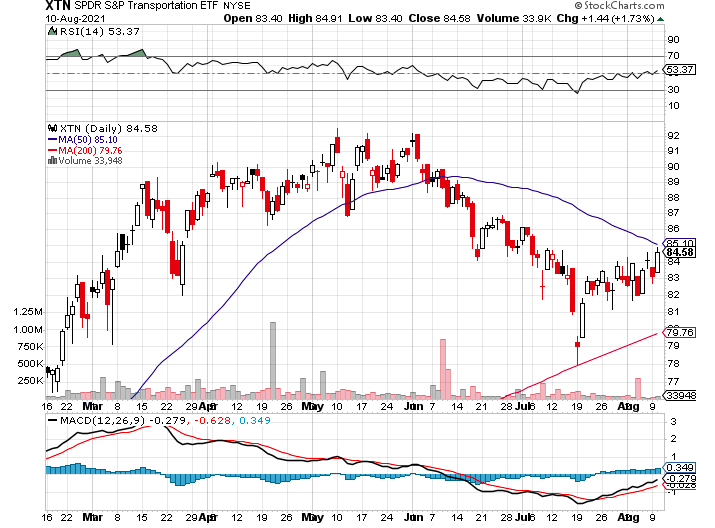 XTN SPDR S&P Transportation ETF NYSE © StockCharts.com
10-Aug-2021 Open 83.40 High 84.91 Low 83.40 Close 84.58 Volume 33.9K Chg +1.44 (+1.73%)
RSI(14) 53.37
90
70
53.37
30
10
XTN (Daily) 84.58
MA(50) 85.10
MA(200) 79.76
Volume 33,948
92
91
90
89
88
87
86
85.10
84.58
83
82
81
79.76
79
78
77
33948
1.25M
1.00M
750K
500K
250K
16 22 Mar 8 15 22 Apr 12 19 26 May 10 17 24 Jun 7 14 21 28 Jul 6 12 19 26 Aug 9
MACD(12,26,9) -0.279, -0.628, 0.349
3
2
1
0.349
-0.279
-0.628
-1
16 22 Mar 8 15 22 Apr 12 19 26 May 10 17 24 Jun 7 14 21 28 Jul 6 12 19 26 Aug 9